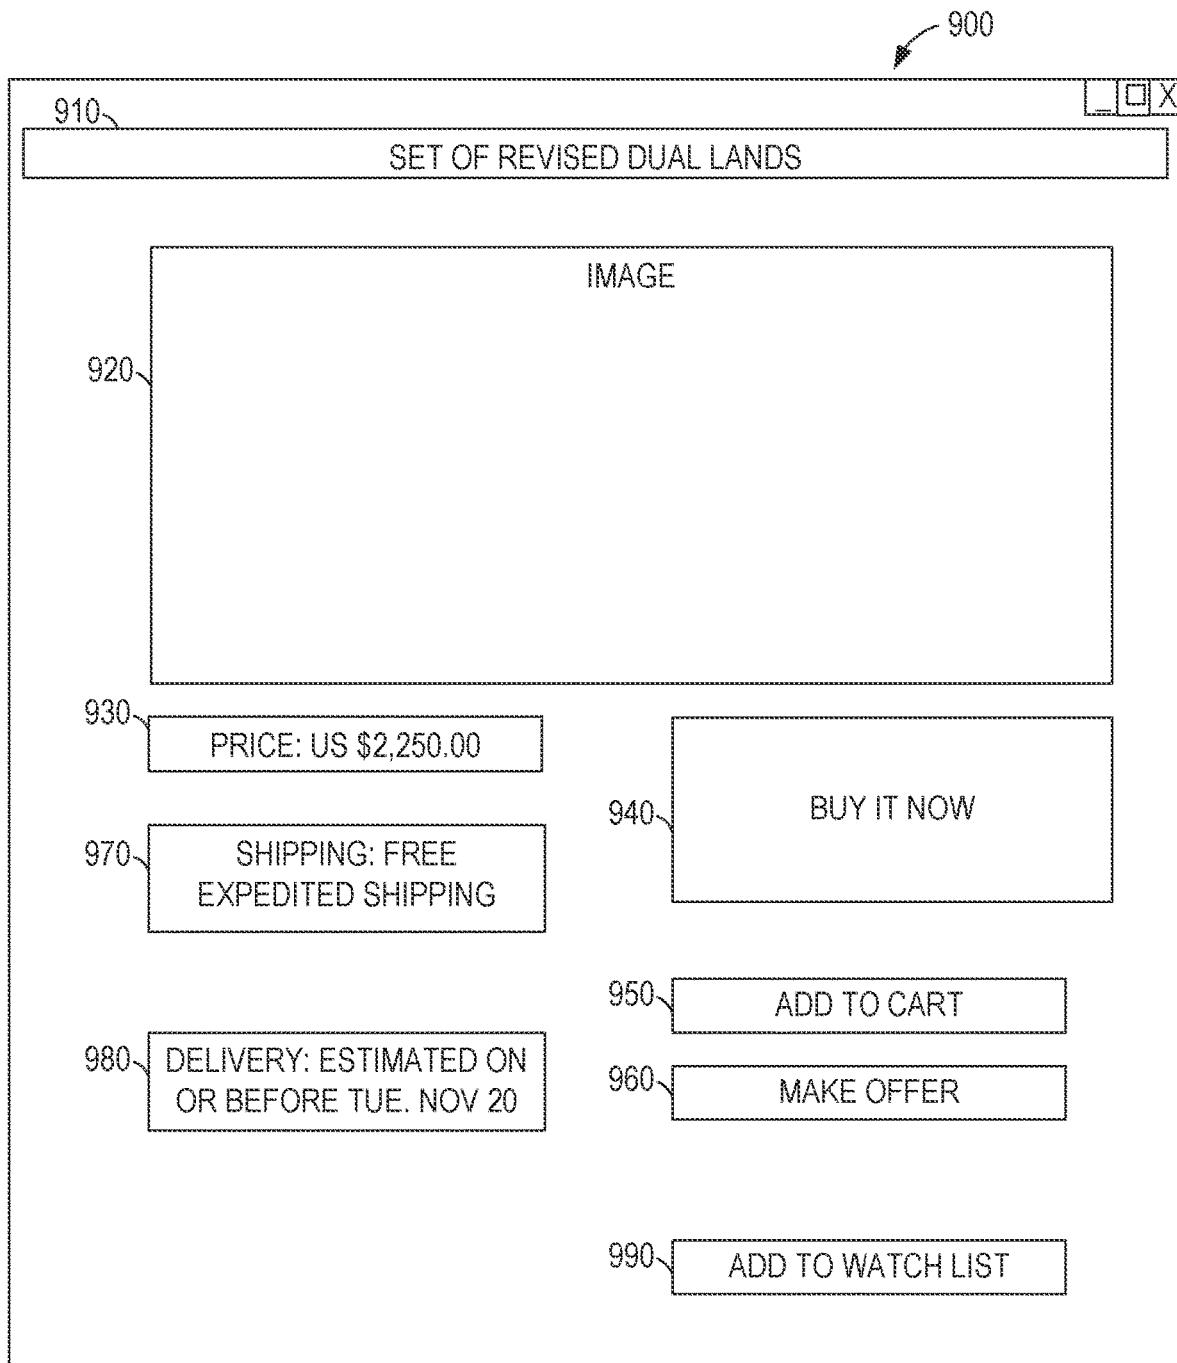 900
_ □ X
910
SET OF REVISED DUAL LANDS
IMAGE
920
930
PRICE: US $2,250.00
940
BUY IT NOW
970
SHIPPING: FREE
EXPEDITED SHIPPING
950
ADD TO CART
980
DELIVERY: ESTIMATED ON
OR BEFORE TUE. NOV 20
960
MAKE OFFER
990
ADD TO WATCH LIST